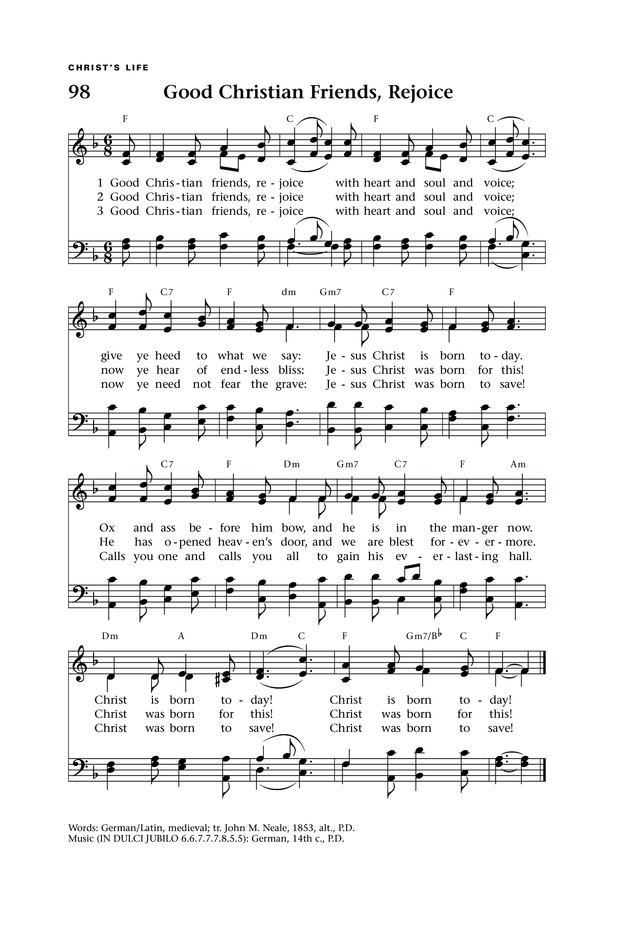 CHRIST'S LIFE
98 Good Christian Friends, Rejoice
F C F C
1 Good Chris - tian friends, re - joice with heart and soul and voice;
2 Good Chris - tian friends, re - joice with heart and soul and voice;
3 Good Chris - tian friends, re - joice with heart and soul and voice;
F C7 F dm Gm7 C7 F
give ye heed to what we say: Je - sus Christ is born to - day.
now ye hear of end - less bliss: Je - sus Christ was born for this!
now ye need not fear the grave: Je - sus Christ was born to save!
C7 F Dm Gm7 C7 F Am
Ox and ass be - fore him bow, and he is in the man - ger now.
He has o - pened heav - en's door, and we are blest for - ev - er - more.
Calls you one and calls you all to gain his ev - er - last - ing hall.
Dm A Dm C F Gm7/B♭ C F
Christ is born to - day! Christ is born to - day!
Christ was born for this! Christ was born for this!
Christ was born to save! Christ was born to save!
Words: German/Latin, medieval; tr. John M. Neale, 1853, alt., P.D.
Music (IN DULCI JUBILO 6.6.7.7.7.8.5.5): German, 14th c., P.D.